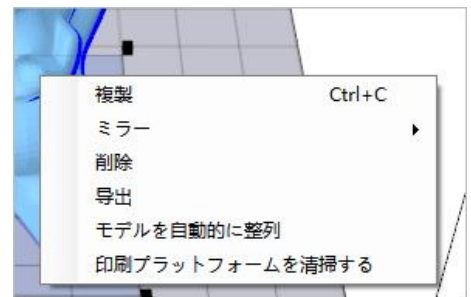 複製 Ctrl+C
ミラー
削除
导出
モデルを自動的に整列
印刷プラットフォームを清掃する